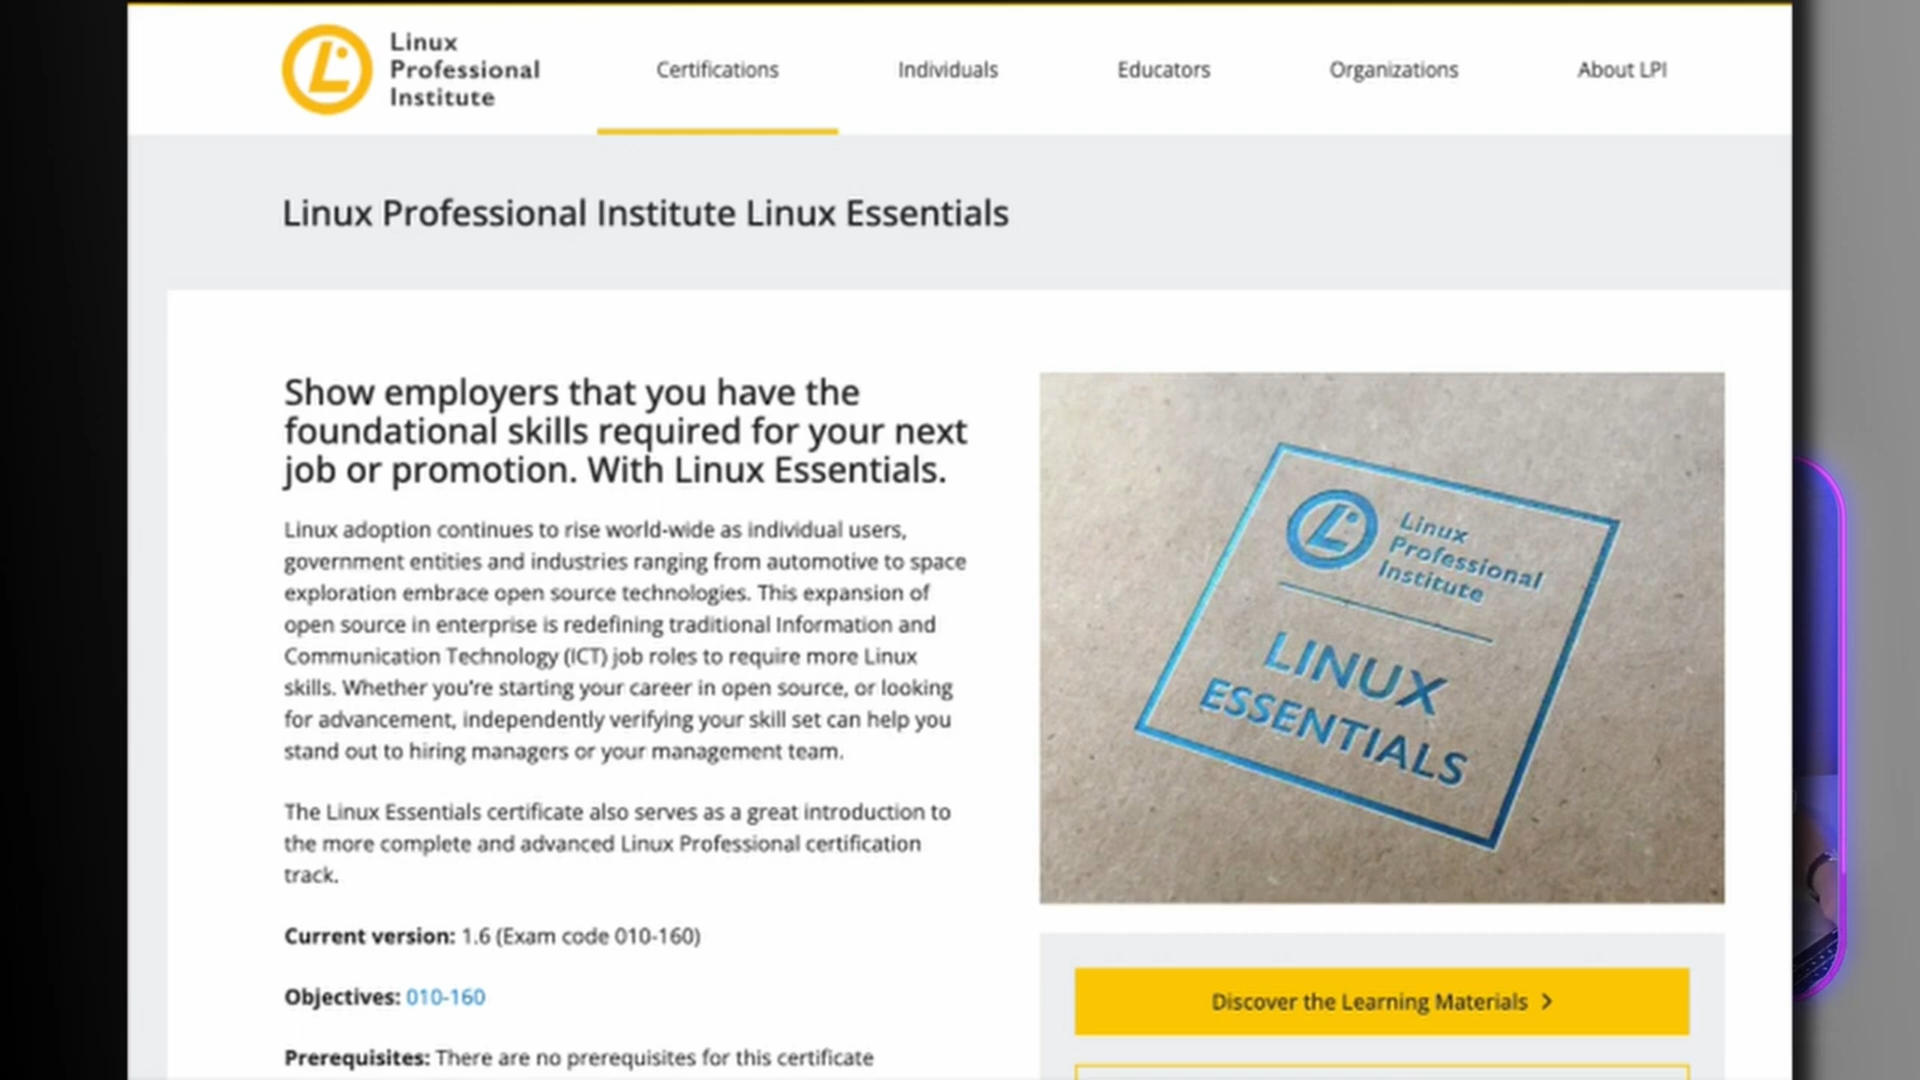 Linux
Professional
Institute
Certifications
Individuals
Educators
Organizations
About LPI
Linux Professional Institute Linux Essentials
Show employers that you have the
foundational skills required for your next
job or promotion. With Linux Essentials.
Linux adoption continues to rise world-wide as individual users,
government entities and industries ranging from automotive to space
exploration embrace open source technologies. This expansion of
open source in enterprise is redefining traditional Information and
Communication Technology (ICT) job roles to require more Linux
skills. Whether you're starting your career in open source, or looking
for advancement, independently verifying your skill set can help you
stand out to hiring managers or your management team.
The Linux Essentials certificate also serves as a great introduction to
the more complete and advanced Linux Professional certification
track.
Current version: 1.6 (Exam code 010-160)
Objectives: 010-160
Prerequisites: There are no prerequisites for this certificate
Linux
Professional
Institute
LINUX
ESSENTIALS
Discover the Learning Materials